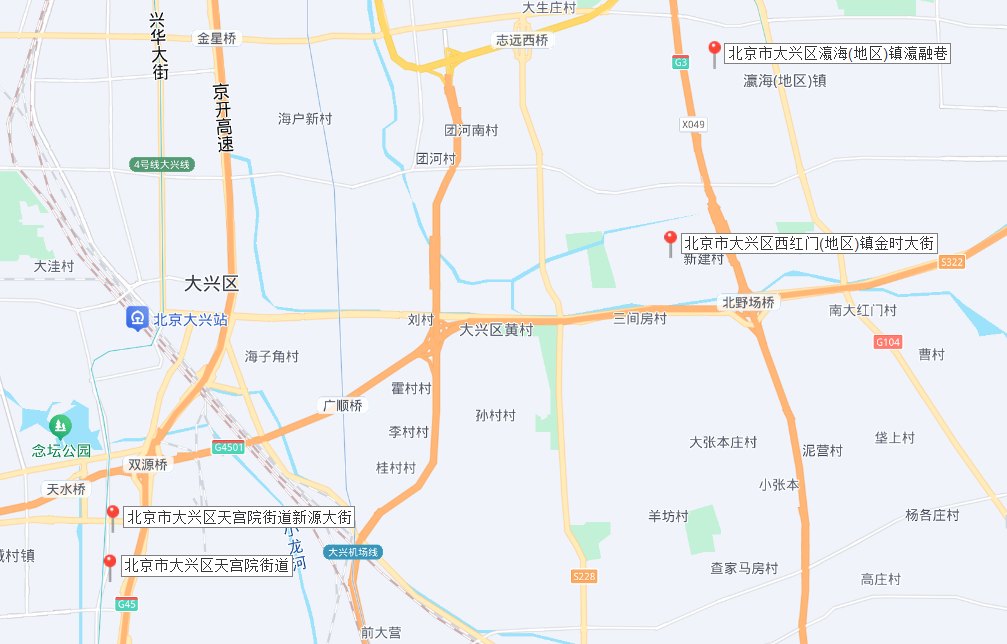 大生庄村
兴华大街
金星桥
志远西桥
北京市大兴区瀛海(地区)镇瀛融巷
G3
瀛海(地区)镇
京开高速
海户新村
X049
团河南村
团河村
4号线大兴线
北京市大兴区西红门(地区)镇金时大街
新建村
S322
大洼村
大兴区
北野场桥
南大红门村
北京大兴站
刘村
大兴区黄村
三间房村
G104
曹村
海子角村
霍村村
广顺桥
孙村村
李村村
念坛公园
G4501
大张本庄村
泥营村
垡上村
双源桥
桂村村
天水桥
小张本
北京市大兴区天宫院街道新源大街
羊坊村
杨各庄村
小龙河
村镇
大兴机场线
北京市大兴区天宫院街道
查家马房村
S228
高庄村
G45
前大营